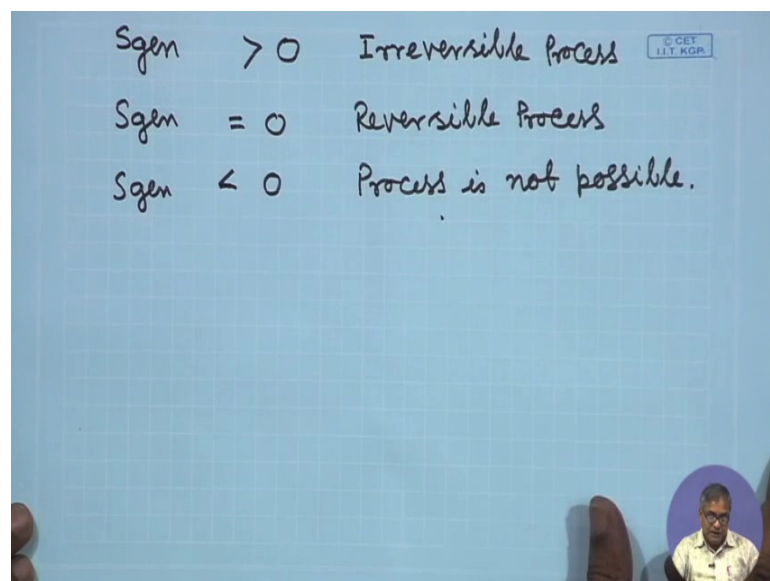 Sgen > 0 Irreversible Process
© CET
I.I.T. KGP
Sgen = 0 Reversible Process
Sgen < 0 Process is not possible.